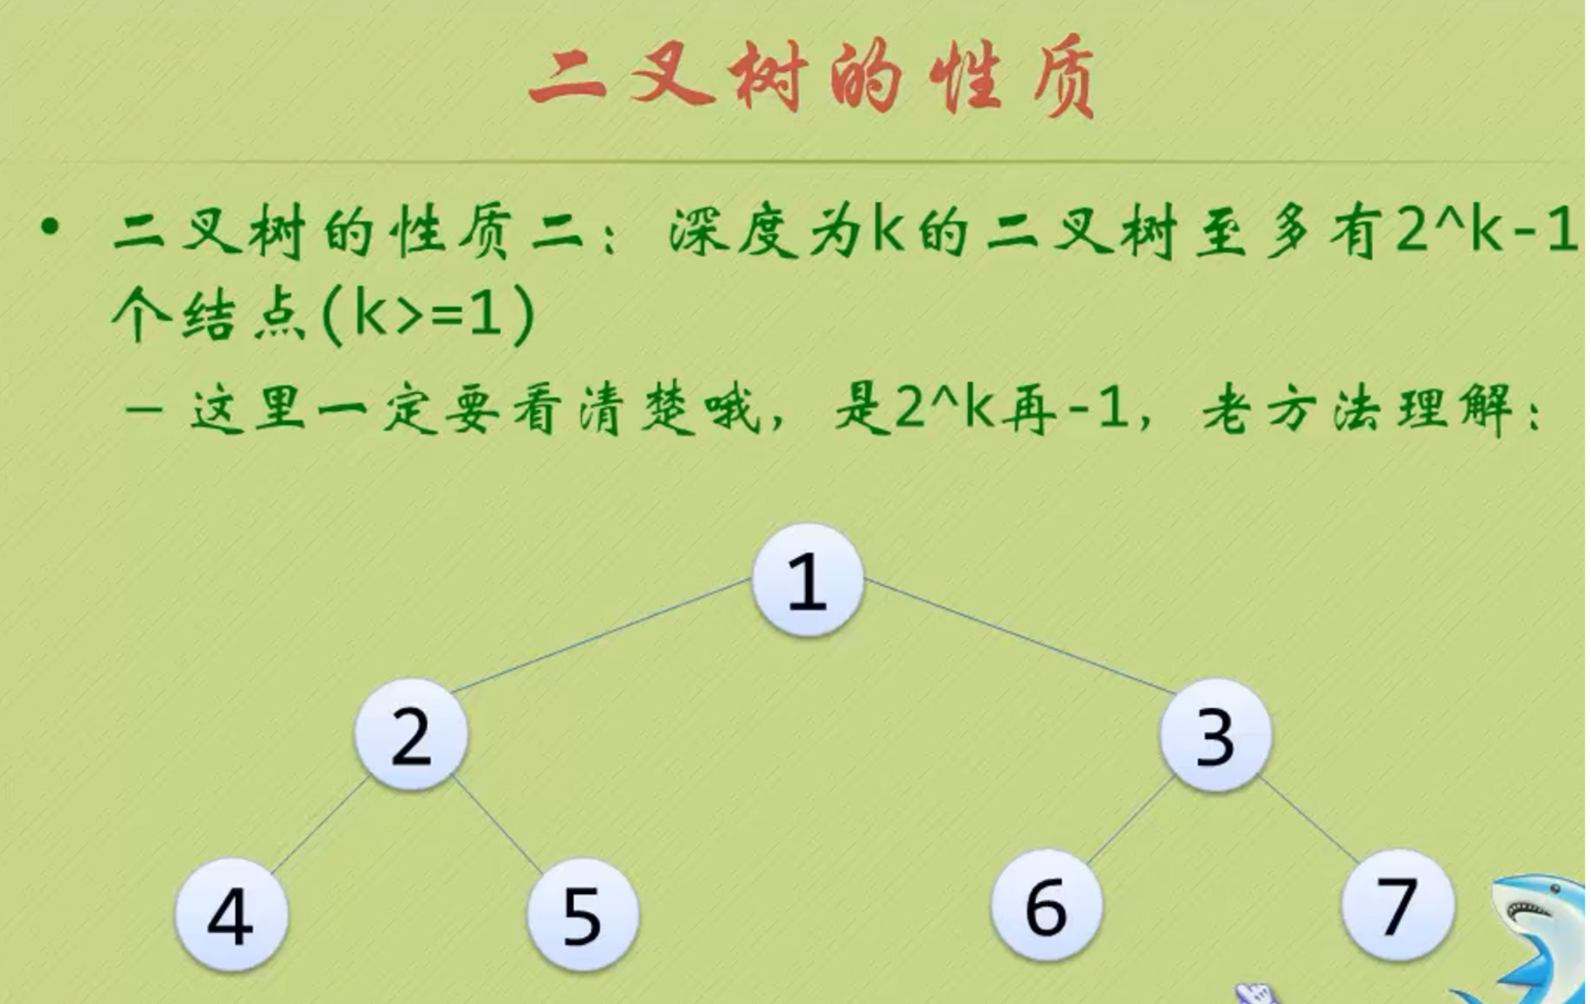 二叉树的性质
• 二叉树的性质二：深度为k的二叉树至多有2^k-1
个结点(k>=1)
– 这里一定要看清楚哦，是2^k再-1，老方法理解：
1
2 3
4 5 6 7